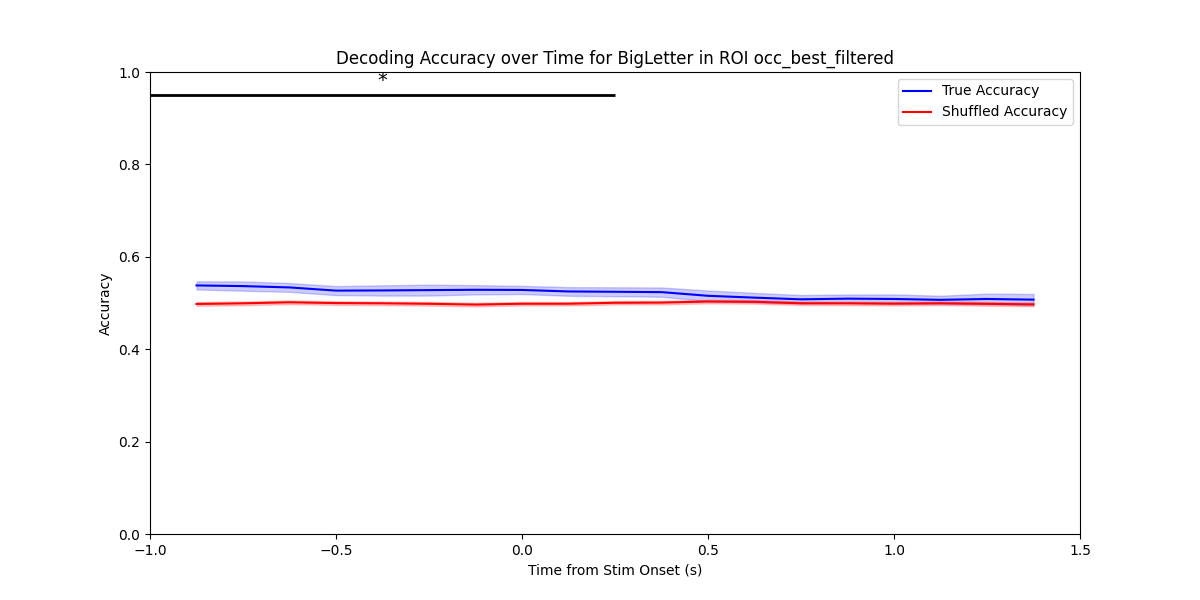 Decoding Accuracy over Time for BigLetter in ROI occ_best_filtered
*
True Accuracy
Shuffled Accuracy
1.0
0.8
0.6
0.4
0.2
0.0
Accuracy
−1.0 −0.5 0.0 0.5 1.0 1.5
Time from Stim Onset (s)